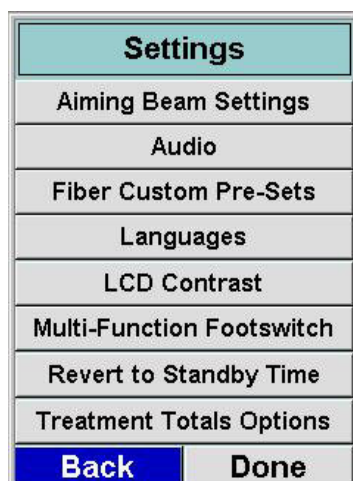 Settings
Aiming Beam Settings
Audio
Fiber Custom Pre-Sets
Languages
LCD Contrast
Multi-Function Footswitch
Revert to Standby Time
Treatment Totals Options
Back Done